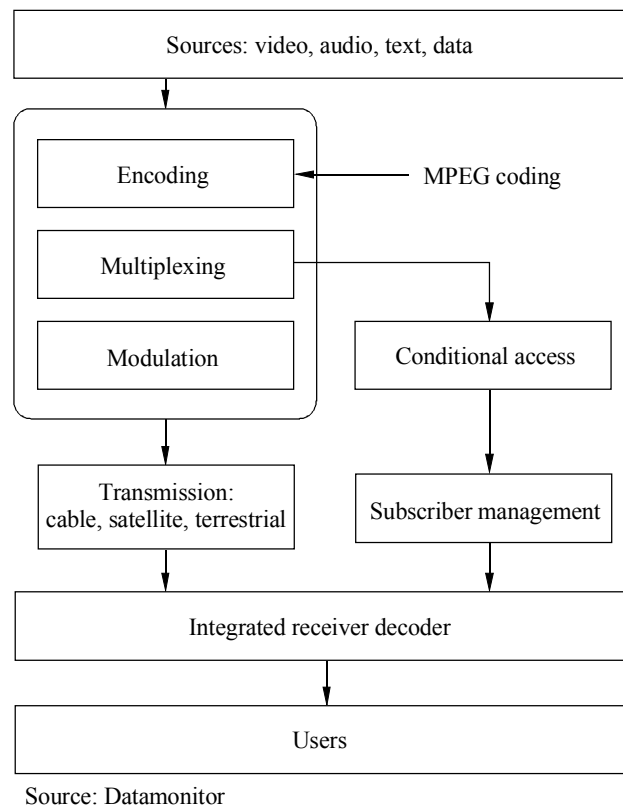 Sources: video, audio, text, data
Encoding
MPEG coding
Multiplexing
Modulation
Conditional access
Transmission:
cable, satellite, terrestrial
Subscriber management
Integrated receiver decoder
Users
Source: Datamonitor